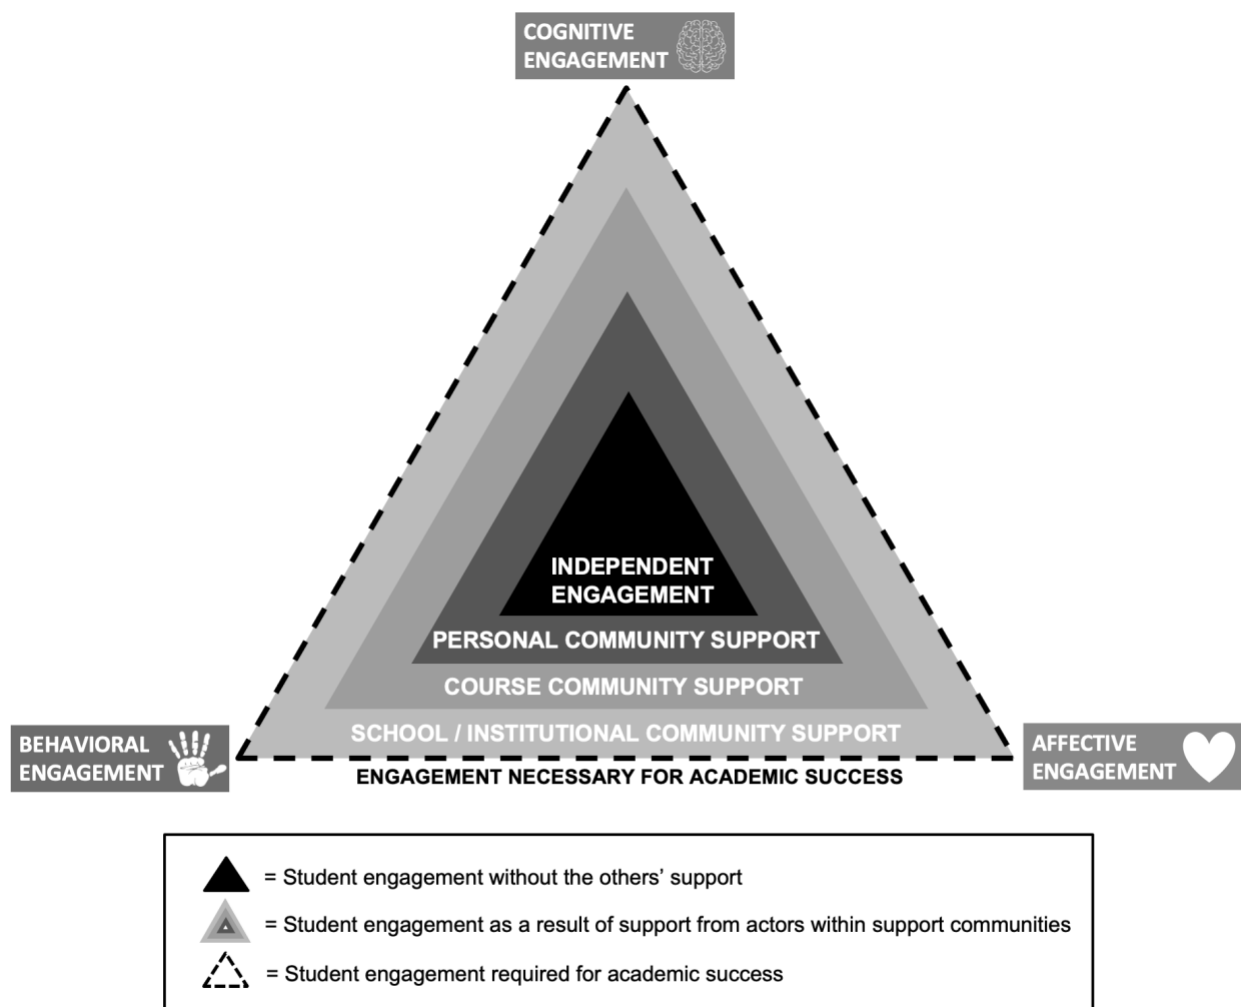 COGNITIVE
ENGAGEMENT
INDEPENDENT
ENGAGEMENT
PERSONAL COMMUNITY SUPPORT
COURSE COMMUNITY SUPPORT
SCHOOL / INSTITUTIONAL COMMUNITY SUPPORT
BEHAVIORAL
ENGAGEMENT
AFFECTIVE
ENGAGEMENT
ENGAGEMENT NECESSARY FOR ACADEMIC SUCCESS
= Student engagement without the others’ support
= Student engagement as a result of support from actors within support communities
= Student engagement required for academic success